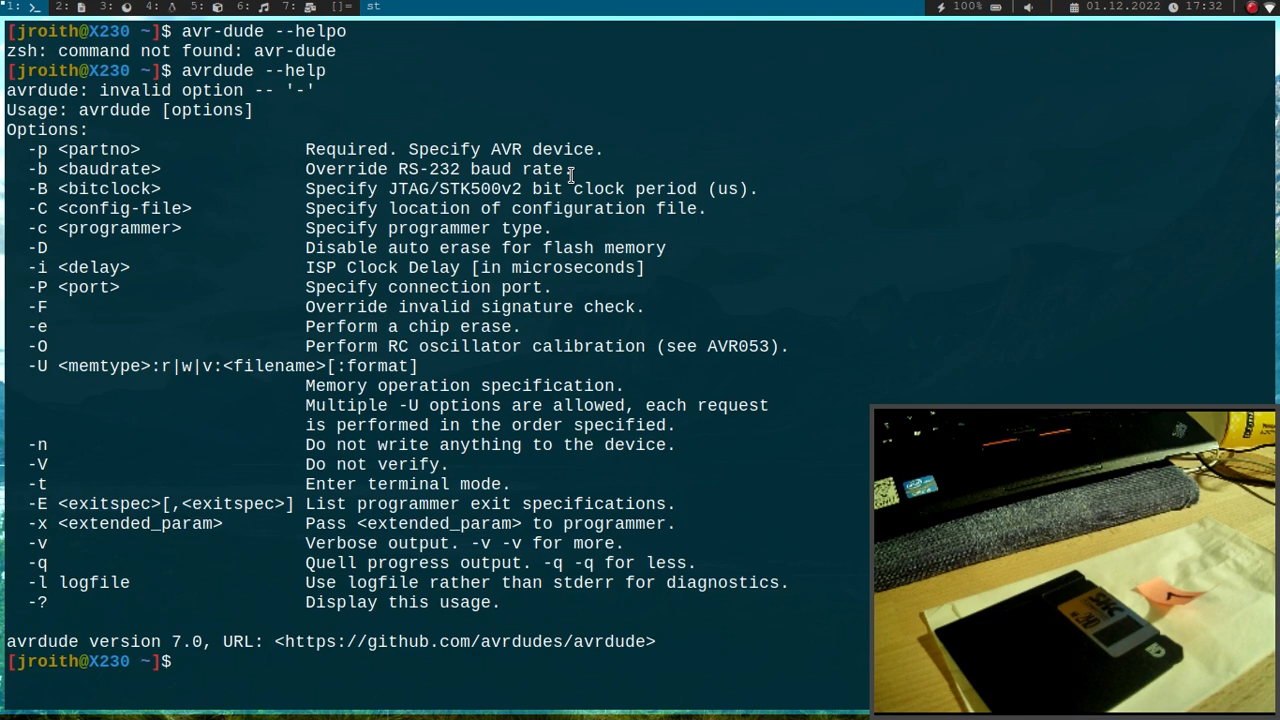 1: 2: 3: 4: 5: 6: 7: []= st 100% 01.12.2022 17:32
[jroith@X230 ~]$ avr-dude --helpo
zsh: command not found: avr-dude
[jroith@X230 ~]$ avrdude --help
avrdude: invalid option -- '-'
Usage: avrdude [options]
Options:
-p <partno> Required. Specify AVR device.
-b <baudrate> Override RS-232 baud rate.
-B <bitclock> Specify JTAG/STK500v2 bit clock period (us).
-C <config-file> Specify location of configuration file.
-c <programmer> Specify programmer type.
-D Disable auto erase for flash memory
-i <delay> ISP Clock Delay [in microseconds]
-P <port> Specify connection port.
-F Override invalid signature check.
-e Perform a chip erase.
-O Perform RC oscillator calibration (see AVR053).
-U <memtype>:r|w|v:<filename>[:format]
Memory operation specification.
Multiple -U options are allowed, each request
is performed in the order specified.
-n Do not write anything to the device.
-V Do not verify.
-t Enter terminal mode.
-E <exitspec>[,<exitspec>] List programmer exit specifications.
-x <extended_param> Pass <extended_param> to programmer.
-v Verbose output. -v -v for more.
-q Quell progress output. -q -q for less.
-l logfile Use logfile rather than stderr for diagnostics.
-? Display this usage.
avrdude version 7.0, URL: <https://github.com/avrdudes/avrdude>
[jroith@X230 ~]$